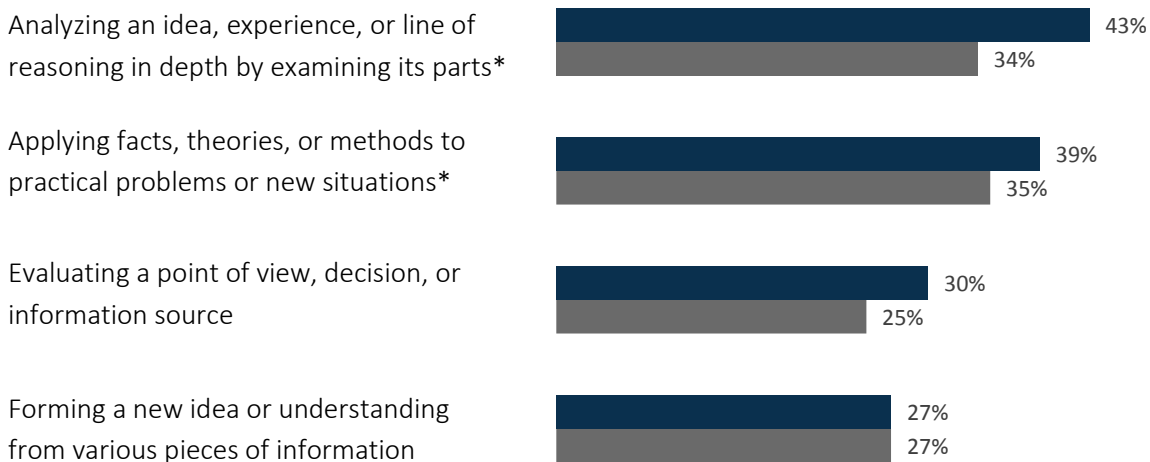 Analyzing an idea, experience, or line of
reasoning in depth by examining its parts*
43%
34%
Applying facts, theories, or methods to
practical problems or new situations*
39%
35%
Evaluating a point of view, decision, or
information source
30%
25%
Forming a new idea or understanding
from various pieces of information
27%
27%